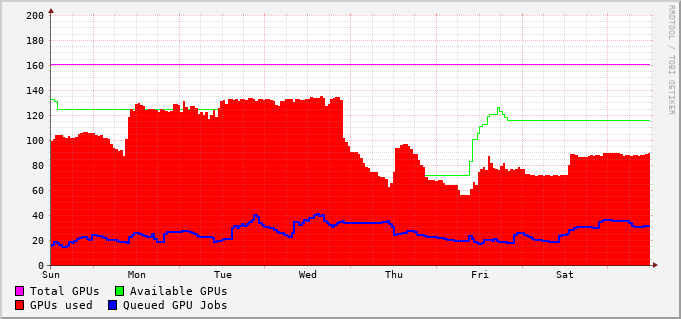 200
180
160
140
120
100
80
60
40
20
0
Sun Mon Tue Wed Thu Fri Sat
Total GPUs Available GPUs
GPUs used Queued GPU Jobs
RRDTOOL / TOBI OETIKER